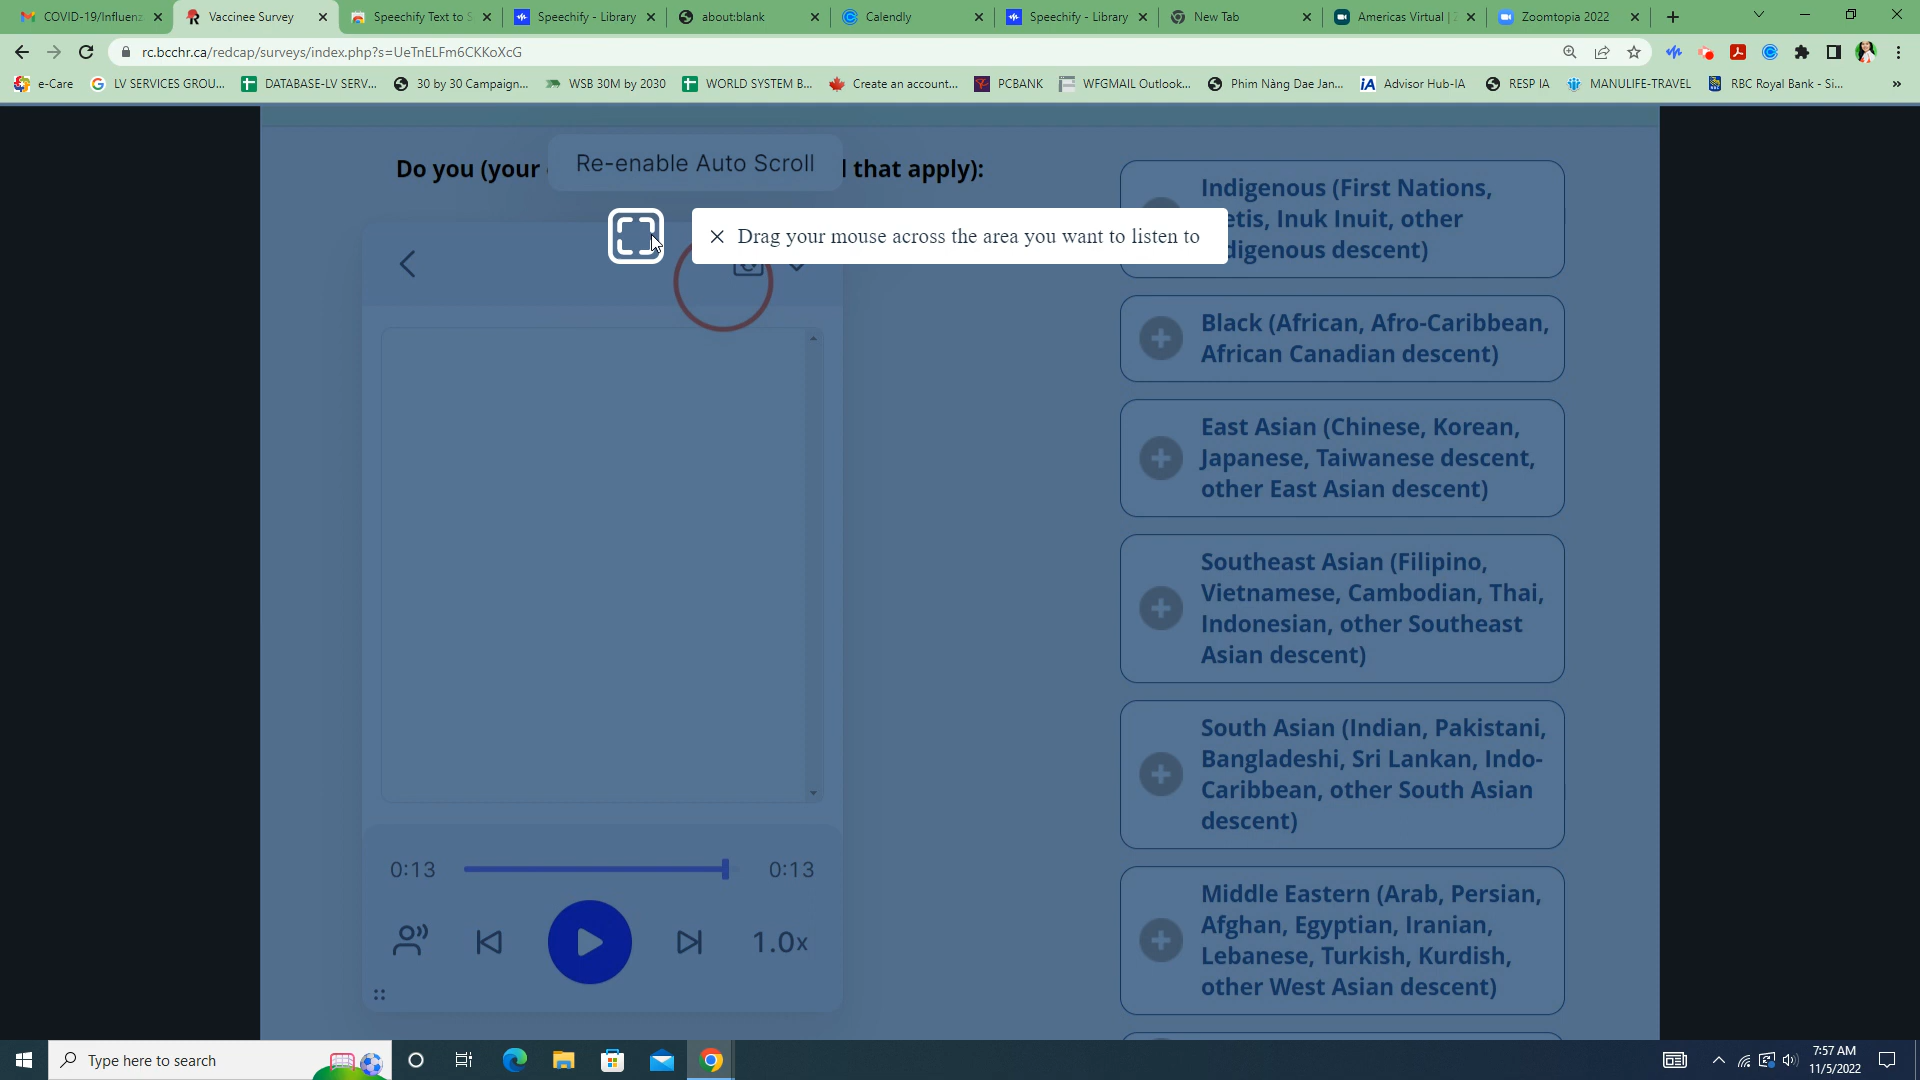 COVID-19/Influenz
Vaccinee Survey
Speechify Text to S
Speechify - Library
about:blank
Calendly
Speechify - Library
New Tab
Americas Virtual | Z
Zoomtopia 2022
rc.bcchr.ca/redcap/surveys/index.php?s=UeTnELFm6CKKoXcG
e-Care
LV SERVICES GROU...
DATABASE-LV SERV...
30 by 30 Campaign...
WSB 30M by 2030
WORLD SYSTEM B...
Create an account...
PCBANK
WFGMAIL Outlook...
Phim Nàng Dae Jan...
iA Advisor Hub-IA
RESP IA
MANULIFE-TRAVEL
RBC Royal Bank - Si...
Do you (your
Re-enable Auto Scroll
that apply):
Drag your mouse across the area you want to listen to
Indigenous (First Nations,
etis, Inuk Inuit, other
digenous descent)
Black (African, Afro-Caribbean,
African Canadian descent)
East Asian (Chinese, Korean,
Japanese, Taiwanese descent,
other East Asian descent)
Southeast Asian (Filipino,
Vietnamese, Cambodian, Thai,
Indonesian, other Southeast
Asian descent)
South Asian (Indian, Pakistani,
Bangladeshi, Sri Lankan, Indo-
Caribbean, other South Asian
descent)
Middle Eastern (Arab, Persian,
Afghan, Egyptian, Iranian,
Lebanese, Turkish, Kurdish,
other West Asian descent)
0:13
0:13
1.0x
Type here to search
7:57 AM
11/5/2022